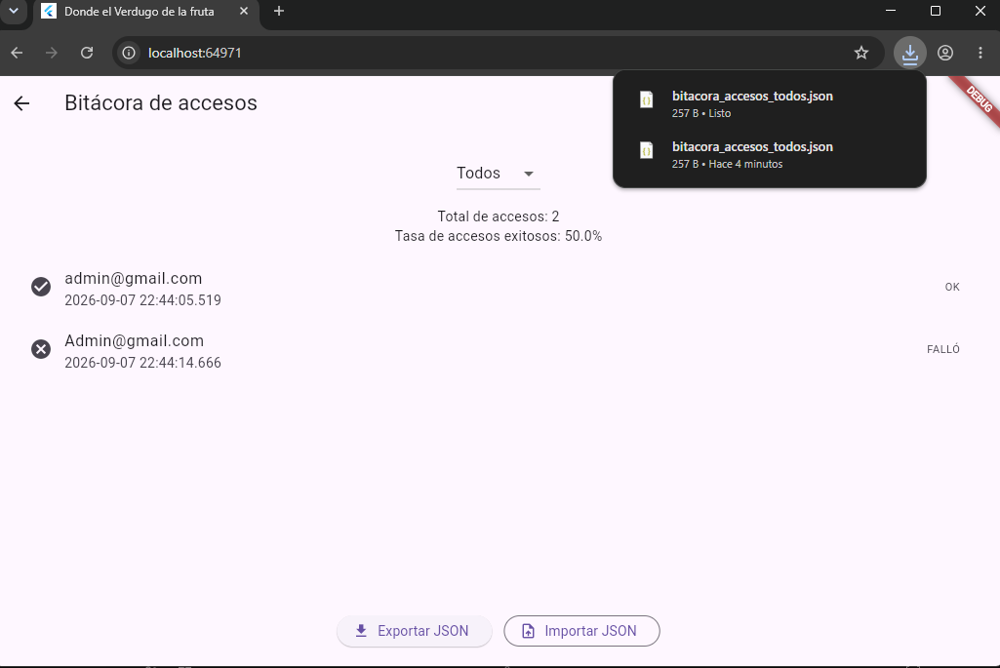 Donde el Verdugo de la fruta
localhost:64971
Bitácora de accesos
DEBUG
bitacora_accesos_todos.json
257 B • Listo
bitacora_accesos_todos.json
257 B • Hace 4 minutos
Todos
Total de accesos: 2
Tasa de accesos exitosos: 50.0%
admin@gmail.com
2026-09-07 22:44:05.519
OK
Admin@gmail.com
2026-09-07 22:44:14.666
FALLÓ
Exportar JSON
Importar JSON